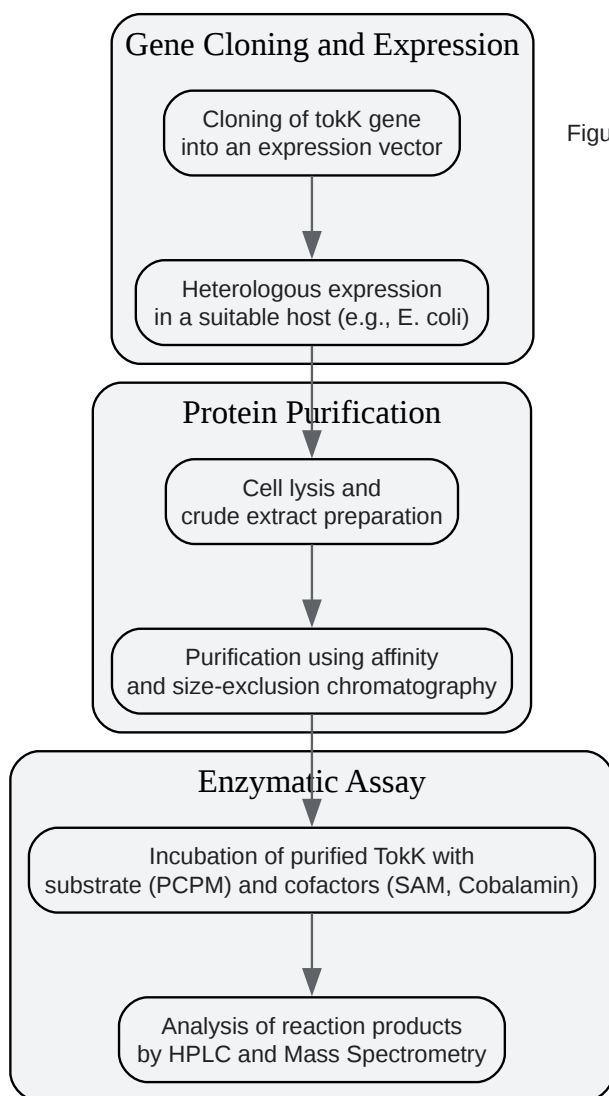 Gene Cloning and Expression
Cloning of tokK gene
into an expression vector
Figu
Heterologous expression
in a suitable host (e.g., E. coli)
Protein Purification
Cell lysis and
crude extract preparation
Purification using affinity
and size-exclusion chromatography
Enzymatic Assay
Incubation of purified TokK with
substrate (PCPM) and cofactors (SAM, Cobalamin)
Analysis of reaction products
by HPLC and Mass Spectrometry